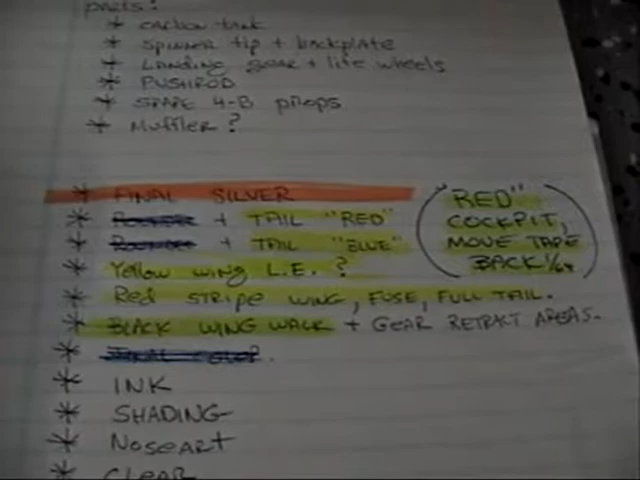 parts:
* CARBON TANK
* SPINNER tip + backplate
* LANDING gear + lite wheels
* PUSHROD
* SPARE 4-B props
* Muffler?
* FINAL SILVER
* + TAIL "RED"
* + TAIL "BLUE"
("RED" COCKPIT, MOVE TAPE BACK 1/64)
* Yellow wing L.E. ?
* Red STRIPE WING, FUSE, FULL TAIL.
* BLACK WING WALK + GEAR RETRACT AREAS.
*
* INK
* SHADING
* Noseart
* CLEAR